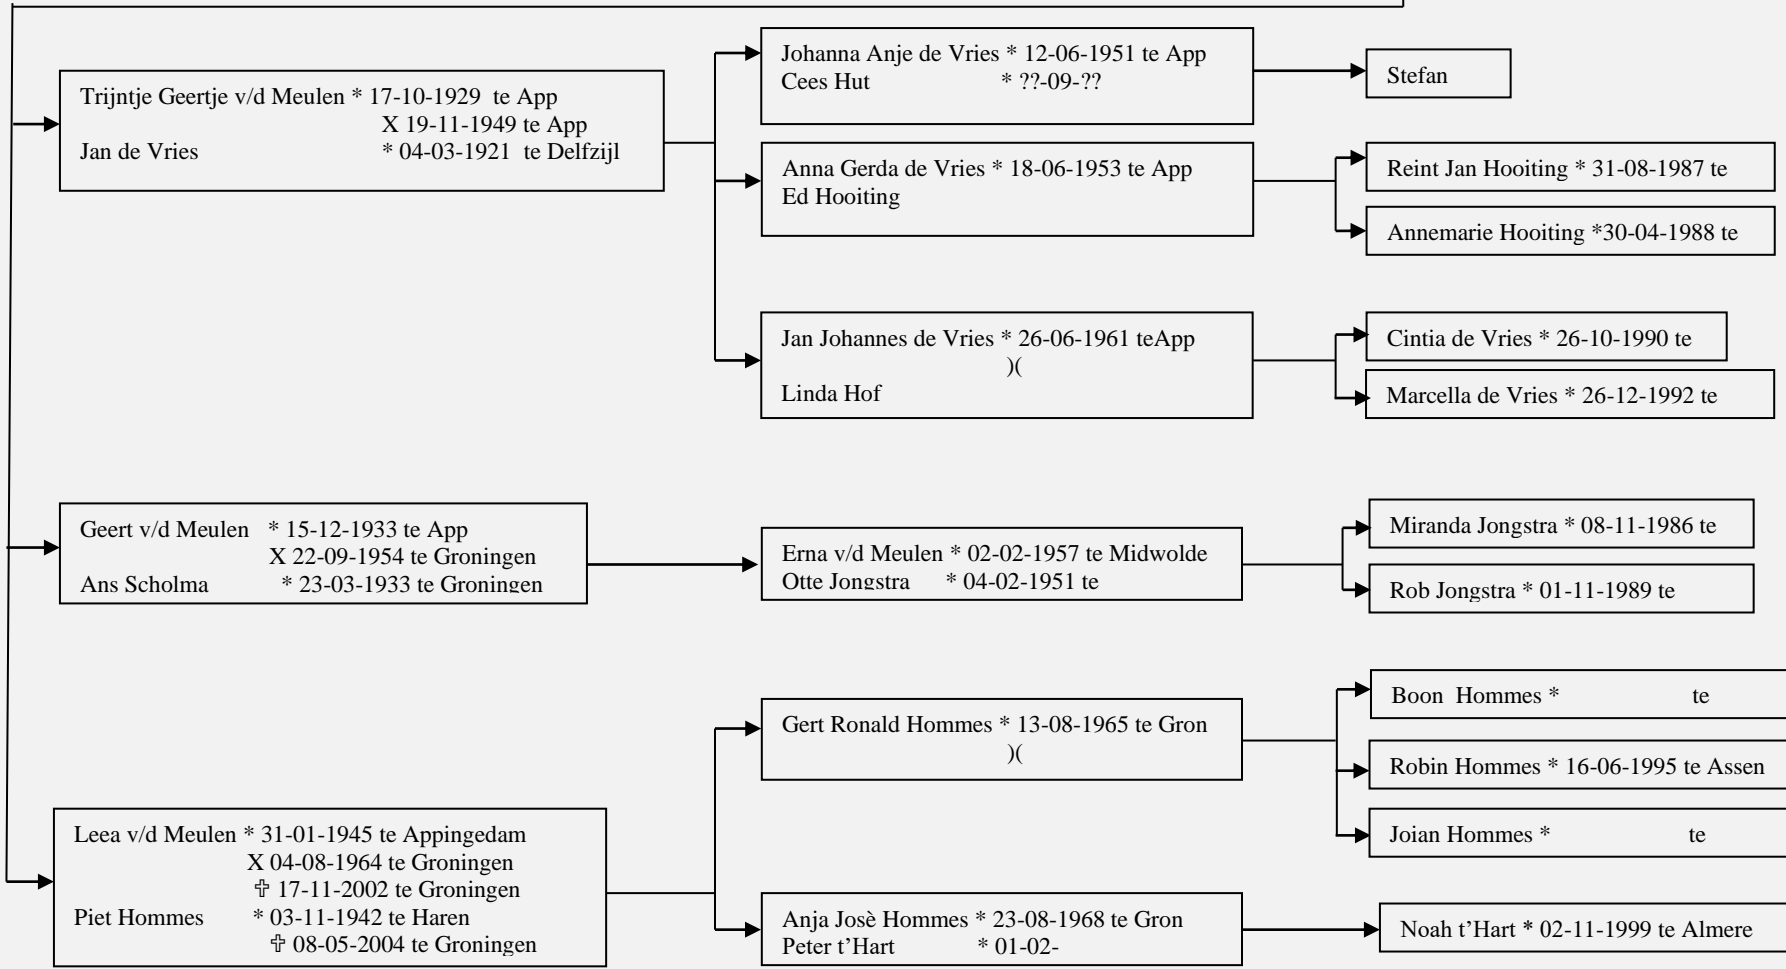 Trijntje Geertje v/d Meulen * 17-10-1929 te App
X 19-11-1949 te App
Jan de Vries * 04-03-1921 te Delfzijl
Johanna Anje de Vries * 12-06-1951 te App
Cees Hut * ??-09-??
Stefan
Anna Gerda de Vries * 18-06-1953 te App
Ed Hooiting
Reint Jan Hooiting * 31-08-1987 te
Annemarie Hooiting *30-04-1988 te
Jan Johannes de Vries * 26-06-1961 teApp
)(
Linda Hof
Cintia de Vries * 26-10-1990 te
Marcella de Vries * 26-12-1992 te
Geert v/d Meulen * 15-12-1933 te App
X 22-09-1954 te Groningen
Ans Scholma * 23-03-1933 te Groningen
Erna v/d Meulen * 02-02-1957 te Midwolde
Otte Jongstra * 04-02-1951 te
Miranda Jongstra * 08-11-1986 te
Rob Jongstra * 01-11-1989 te
Leea v/d Meulen * 31-01-1945 te Appingedam
X 04-08-1964 te Groningen
✞ 17-11-2002 te Groningen
Piet Hommes * 03-11-1942 te Haren
✞ 08-05-2004 te Groningen
Gert Ronald Hommes * 13-08-1965 te Gron
)(
Boon Hommes * te
Robin Hommes * 16-06-1995 te Assen
Joian Hommes * te
Anja Josè Hommes * 23-08-1968 te Gron
Peter t’Hart * 01-02-
Noah t’Hart * 02-11-1999 te Almere